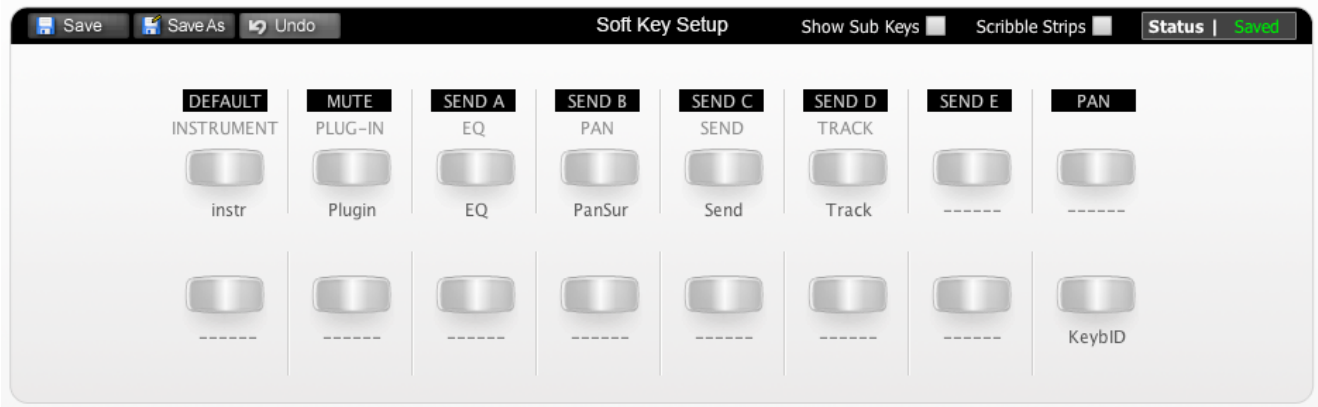 Save Save As Undo Soft Key Setup Show Sub Keys Scribble Strips Status | Saved
DEFAULT MUTE SEND A SEND B SEND C SEND D SEND E PAN
INSTRUMENT PLUG-IN EQ PAN SEND TRACK
instr Plugin EQ PanSur Send Track ------ ------
------ ------ ------ ------ ------ ------ ------ KeybID